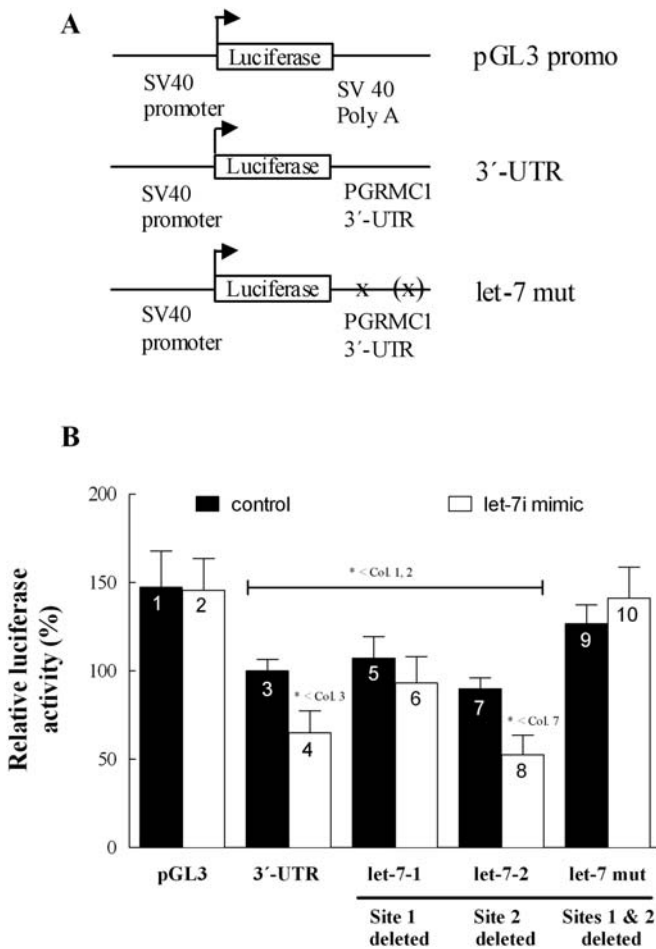 A
Luciferase
pGL3 promo
SV40
promoter
SV 40
Poly A
Luciferase
3´-UTR
SV40
promoter
PGRMC1
3´-UTR
Luciferase
x (x)
let-7 mut
SV40
promoter
PGRMC1
3´-UTR
B
Relative luciferase
activity (%)
200
150
100
50
0
control
let-7i mimic
* < Col. 1, 2
1
2
3
* < Col. 3
4
5
6
7
* < Col. 7
8
9
10
pGL3
3´-UTR
let-7-1
let-7-2
let-7 mut
Site 1
deleted
Site 2
deleted
Sites 1 & 2
deleted